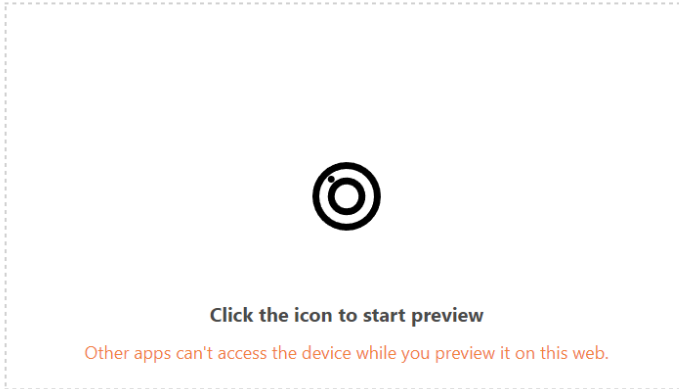 Click the icon to start preview
Other apps can't access the device while you preview it on this web.